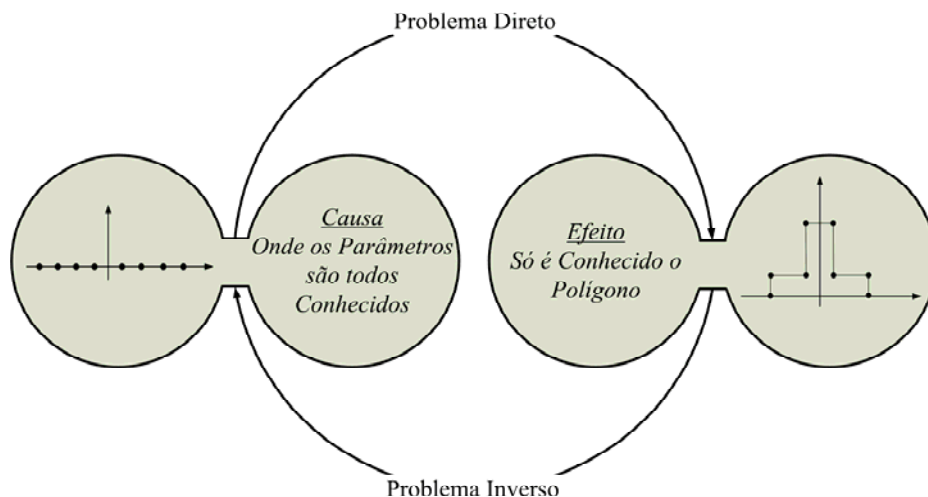 Problema Direto
Causa
Onde os Parâmetros
são todos
Conhecidos
Efeito
Só é Conhecido o
Polígono
Problema Inverso